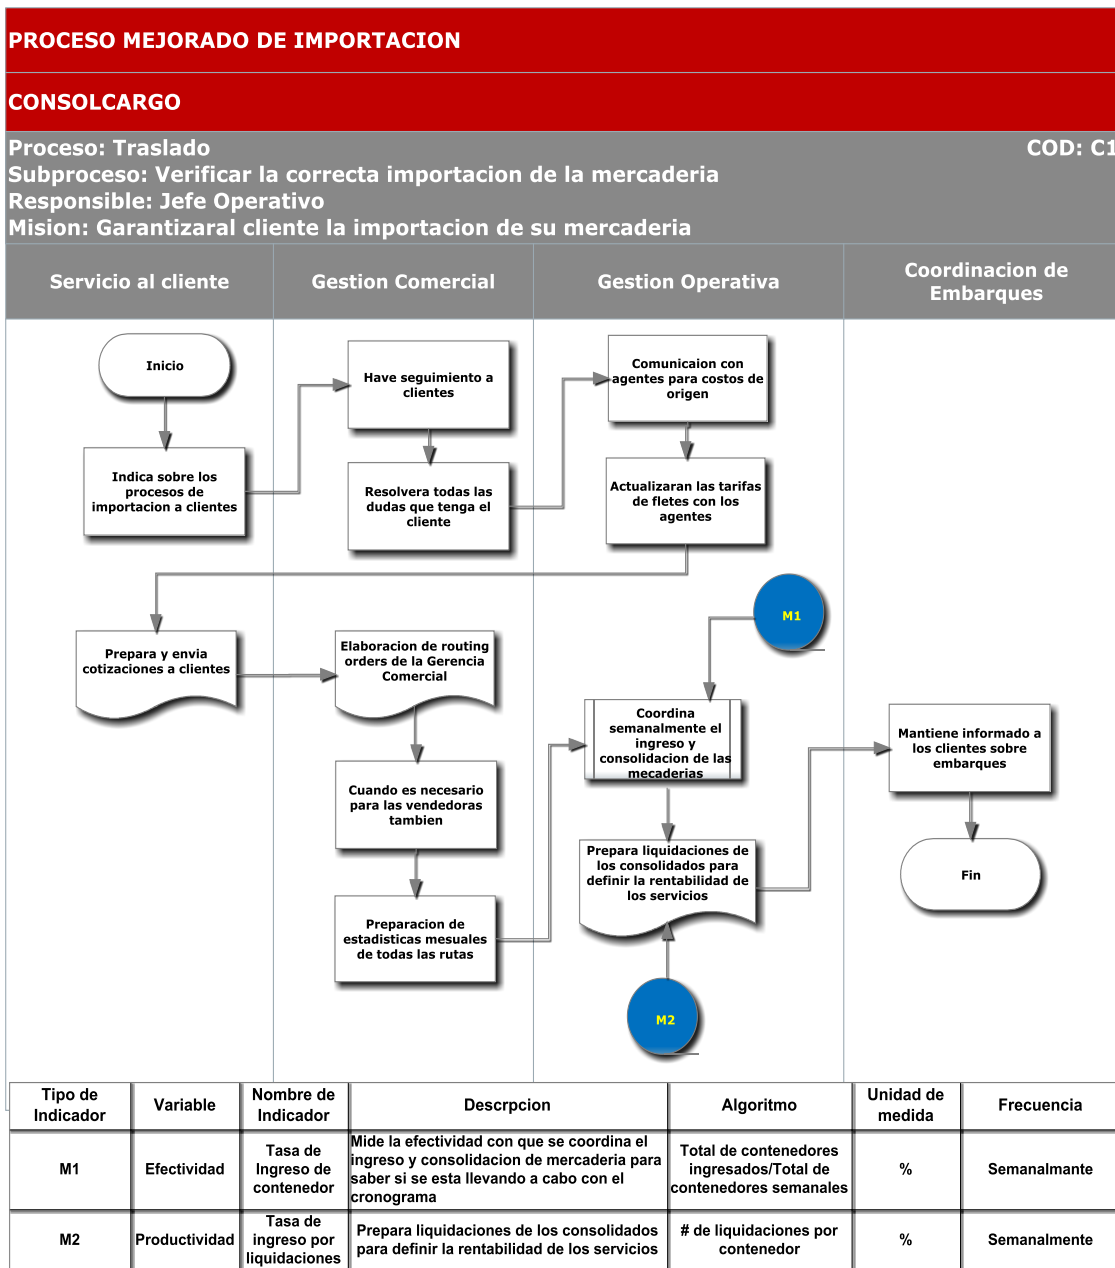 PROCESO MEJORADO DE IMPORTACION
CONSOLCARGO
Proceso: Traslado COD: C1
Subproceso: Verificar la correcta importacion de la mercaderia
Responsible: Jefe Operativo
Mision: Garantizaral cliente la importacion de su mercaderia
Servicio al cliente
Gestion Comercial
Gestion Operativa
Coordinacion de
Embarques
Inicio
Indica sobre los
procesos de
importacion a clientes
Have seguimiento a
clientes
Resolvera todas las
dudas que tenga el
cliente
Comunicaion con
agentes para costos de
origen
Actualizaran las tarifas
de fletes con los
agentes
Prepara y envia
cotizaciones a clientes
Elaboracion de routing
orders de la Gerencia
Comercial
Cuando es necesario
para las vendedoras
tambien
Preparacion de
estadisticas mesuales
de todas las rutas
M1
Coordina
semanalmente el
ingreso y
consolidacion de las
mecaderias
Prepara liquidaciones de
los consolidados para
definir la rentabilidad de
los servicios
M2
Mantiene informado a
los clientes sobre
embarques
Fin
Tipo de
Indicador
Variable
Nombre de
Indicador
Descrpcion
Algoritmo
Unidad de
medida
Frecuencia
M1
Efectividad
Tasa de
Ingreso de
contenedor
Mide la efectividad con que se coordina el
ingreso y consolidacion de mercaderia para
saber si se esta llevando a cabo con el
cronograma
Total de contenedores
ingresados/Total de
contenedores semanales
%
Semanalmante
M2
Productividad
Tasa de
ingreso por
liquidaciones
Prepara liquidaciones de los consolidados
para definir la rentabilidad de los servicios
# de liquidaciones por
contenedor
%
Semanalmente